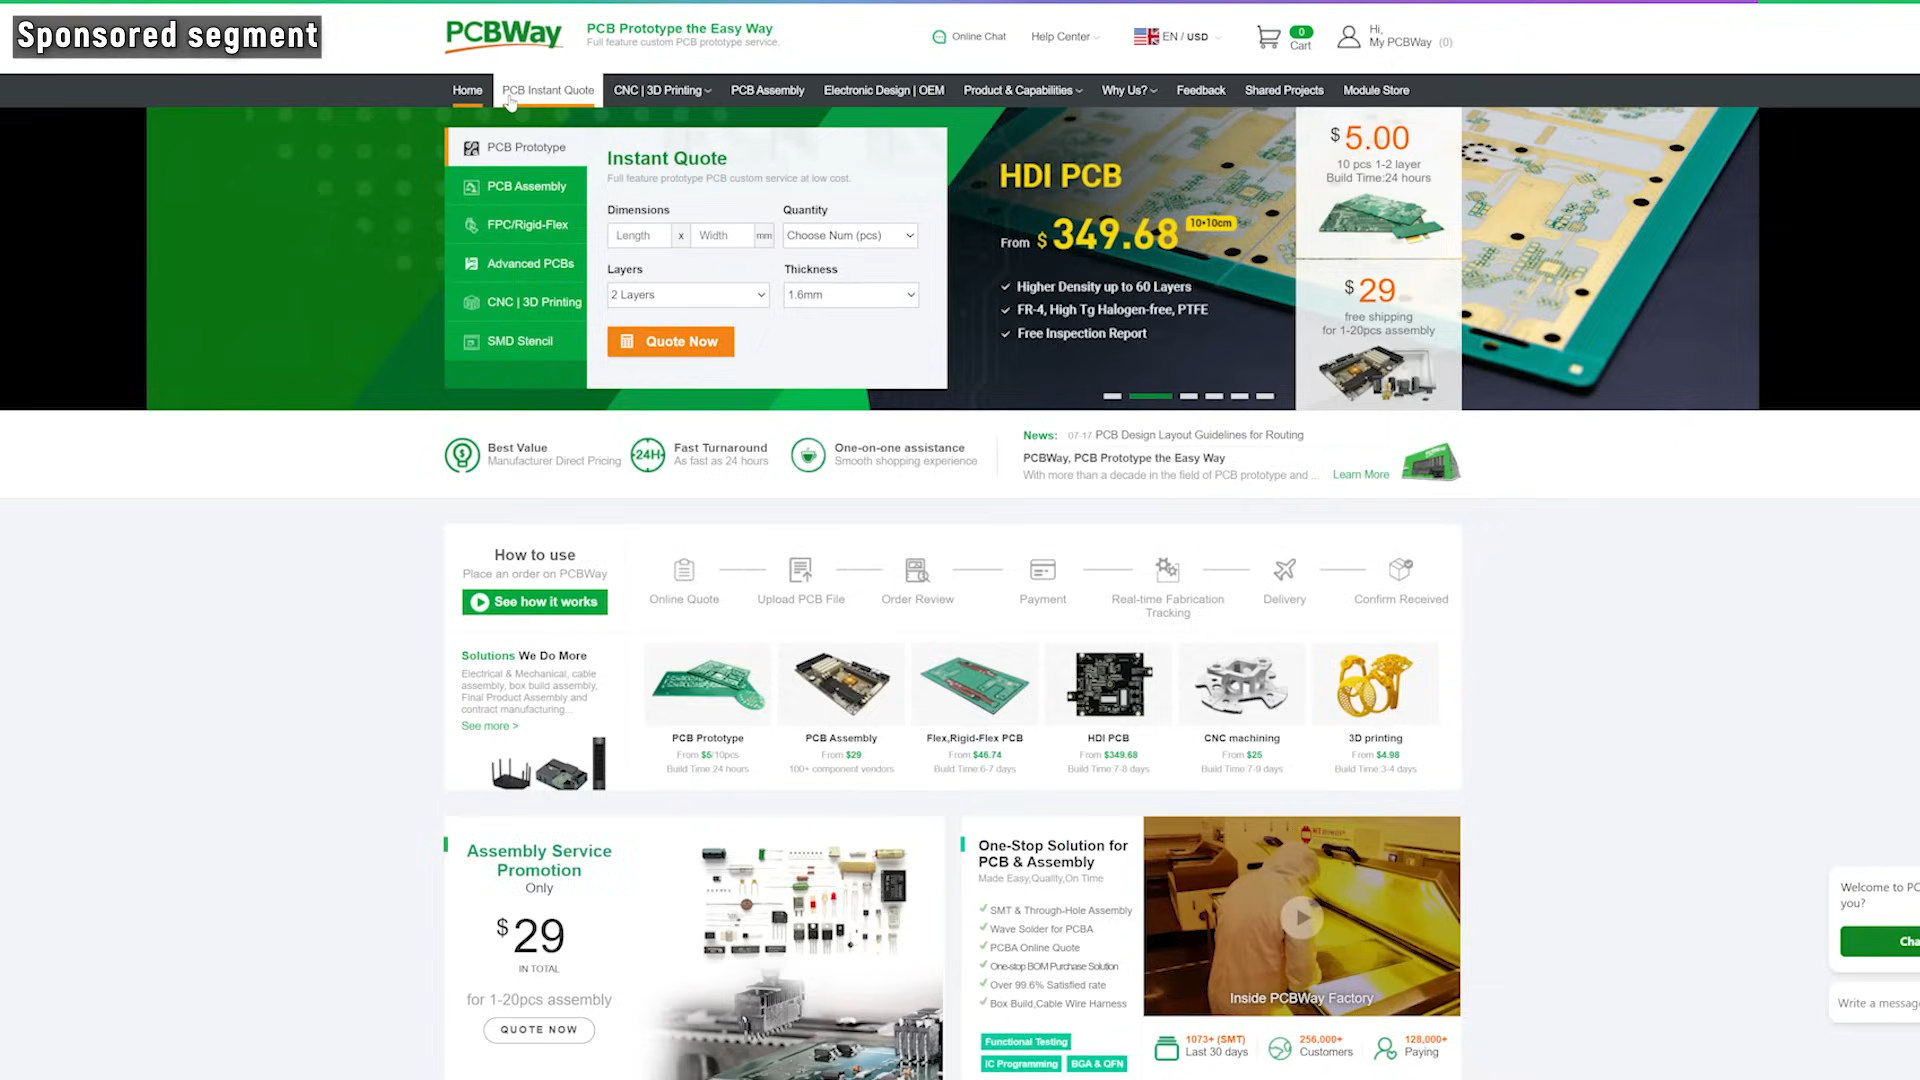 Sponsored segment
PCBWay
PCB Prototype the Easy Way
Full feature custom PCB prototype service.
Online Chat
Help Center
EN / USD
0
Cart
Hi,
My PCBWay (0)
Home
PCB Instant Quote
CNC | 3D Printing
PCB Assembly
Electronic Design | OEM
Product & Capabilities
Why Us?
Feedback
Shared Projects
Module Store
PCB Prototype
PCB Assembly
FPC/Rigid-Flex
Advanced PCBs
CNC | 3D Printing
SMD Stencil
Instant Quote
Full feature prototype PCB custom service at low cost.
Dimensions
Quantity
Length x Width mm
Choose Num (pcs)
Layers
Thickness
2 Layers
1.6mm
Quote Now
HDI PCB
From $ 349.68 10*10cm
Higher Density up to 60 Layers
FR-4, High Tg Halogen-free, PTFE
Free Inspection Report
$ 5.00
10 pcs 1-2 layer
Build Time:24 hours
$ 29
free shipping
for 1-20pcs assembly
Best Value
Manufacturer Direct Pricing
24H
Fast Turnaround
As fast as 24 hours
One-on-one assistance
Smooth shopping experience
News: 07-17 PCB Design Layout Guidelines for Routing
PCBWay, PCB Prototype the Easy Way
With more than a decade in the field of PCB prototype and ...
Learn More
How to use
Place an order on PCBWay
See how it works
Online Quote
Upload PCB File
Order Review
Payment
Real-time Fabrication
Tracking
Delivery
Confirm Received
Solutions We Do More
Electrical & Mechanical, cable
assembly, box build assembly,
Final Product Assembly and
contract manufacturing...
See more >
PCB Prototype
From $5/10pcs
Build Time:24 hours
PCB Assembly
From $29
100+ component vendors
Flex,Rigid-Flex PCB
From $46.74
Build Time:6-7 days
HDI PCB
From $349.68
Build Time:7-8 days
CNC machining
From $25
Build Time:7-9 days
3D printing
From $4.98
Build Time:3-4 days
Assembly Service
Promotion
Only
$29
IN TOTAL
for 1-20pcs assembly
QUOTE NOW
One-Stop Solution for
PCB & Assembly
Made Easy,Quality,On Time
SMT & Through-Hole Assembly
Wave Solder for PCBA
PCBA Online Quote
One-stop BOM Purchase Solution
Over 99.6% Satisfied rate
Box Build,Cable Wire Harness
Functional Testing
IC Programming
BGA & QFN
Inside PCBWay Factory
1073+ (SMT)
Last 30 days
256,000+
Customers
128,000+
Paying
Welcome to PC
you?
Cha
Write a message